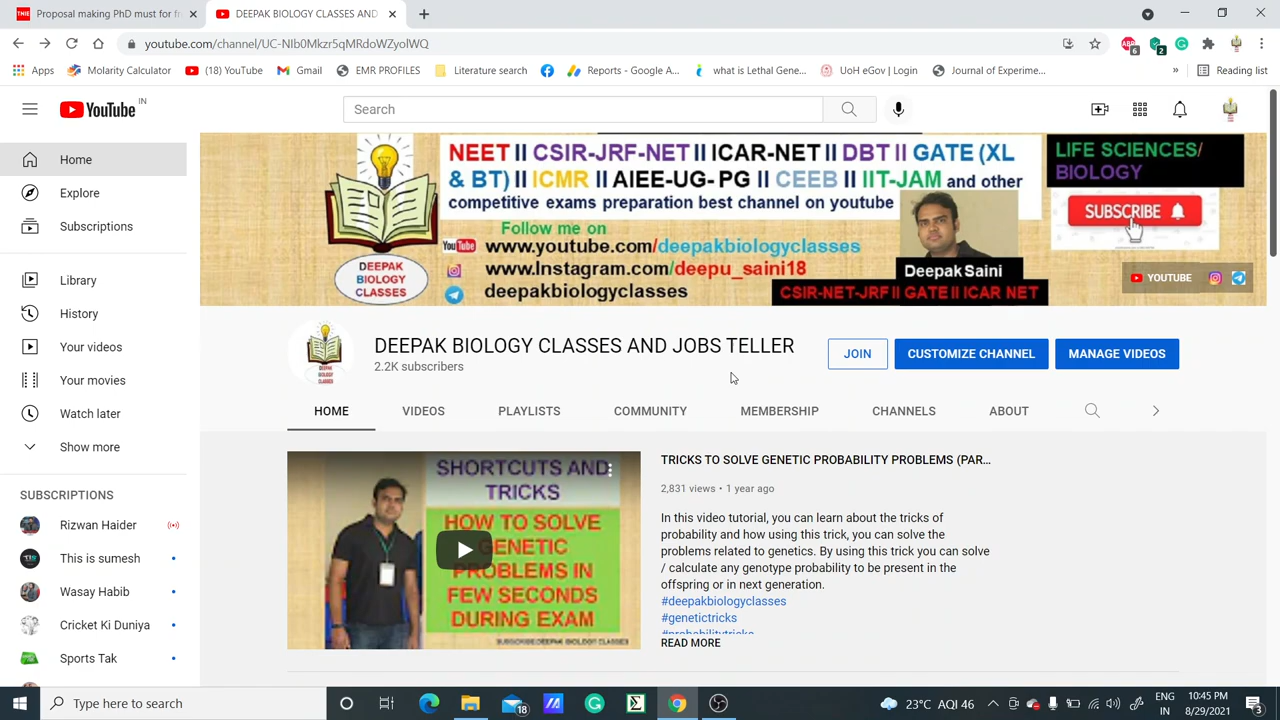 Proposal making PhD must for fr
DEEPAK BIOLOGY CLASSES AND
youtube.com/channel/UC-NIb0Mkzr5qMRdoWZyolWQ
6
2
Apps
Molarity Calculator
(18) YouTube
Gmail
EMR PROFILES
Literature search
Reports - Google A...
what is Lethal Gene...
UoH eGov | Login
Journal of Experime...
»
Reading list
YouTube IN
Search
Home
Explore
Subscriptions
Library
History
Your videos
Your movies
Watch later
Show more
SUBSCRIPTIONS
Rizwan Haider
This is sumesh
Wasay Habib
Cricket Ki Duniya
Sports Tak
NEET II CSIR-JRF-NET II ICAR-NET II DBT II GATE (XL
& BT) II ICMR II AIEE-UG- PG II CEEB II IIT-JAM and other
competitive exams preparation best channel on youtube
Follow me on
YouTube www.youtube.com/deepakbiologyclasses
www.Instagram.com/deepu_saini18
deepakbiologyclasses
DEEPAK
BIOLOGY
CLASSES
Deepak Saini
CSIR-NET-JRF II GATE II ICAR NET
LIFE SCIENCES/
BIOLOGY
SUBSCRIBE
YOUTUBE
DEEPAK BIOLOGY CLASSES AND JOBS TELLER
2.2K subscribers
JOIN
CUSTOMIZE CHANNEL
MANAGE VIDEOS
HOME
VIDEOS
PLAYLISTS
COMMUNITY
MEMBERSHIP
CHANNELS
ABOUT
SHORTCUTS AND
TRICKS
HOW TO SOLVE
GENETIC
PROBLEMS IN
FEW SECONDS
DURING EXAM
SUBSCRIBE:DEEPAK BIOLOGY CLASSES
TRICKS TO SOLVE GENETIC PROBABILITY PROBLEMS (PAR...
2,831 views • 1 year ago
In this video tutorial, you can learn about the tricks of
probability and how using this trick, you can solve the
problems related to genetics. By using this trick you can solve
/ calculate any genotype probability to be present in the
offspring or in next generation.
#deepakbiologyclasses
#genetictricks
#probabilitytricks
READ MORE
Type here to search
18
23°C AQI 46
ENG
IN
10:45 PM
8/29/2021
3